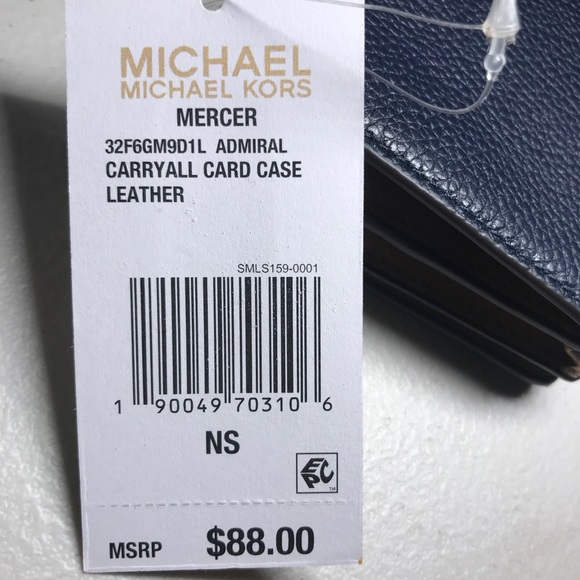 MICHAEL
MICHAEL KORS
MERCER
32F6GM9D1L ADMIRAL
CARRYALL CARD CASE
LEATHER
SMLS159-0001
1 90049 70310 6
NS
EPC
TM
MSRP $88.00